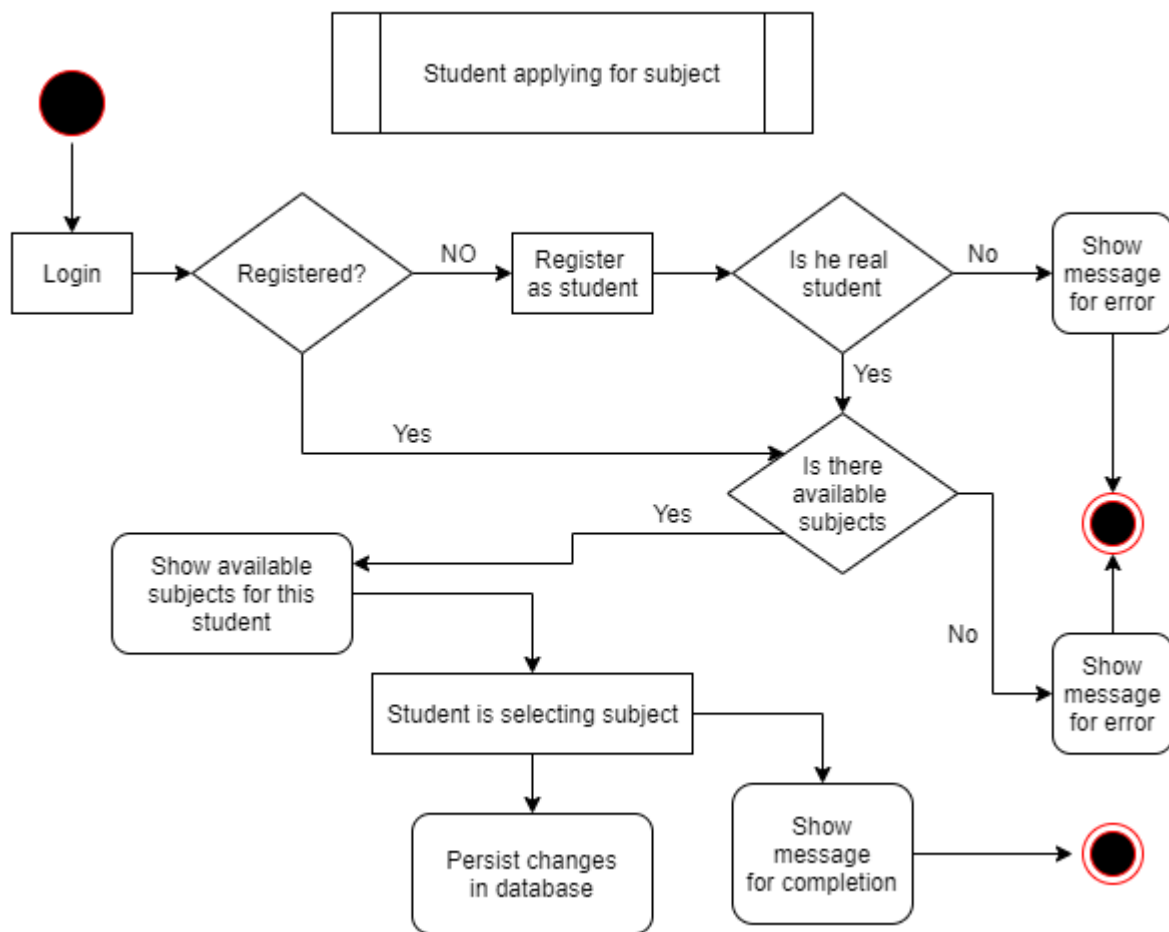 Student applying for subject
Login
Registered?
NO
Register
as student
Is he real
student
No
Show
message
for error
Yes
Yes
Is there
available
subjects
Yes
Show available
subjects for this
student
No
Show
message
for error
Student is selecting subject
Persist changes
in database
Show
message
for completion